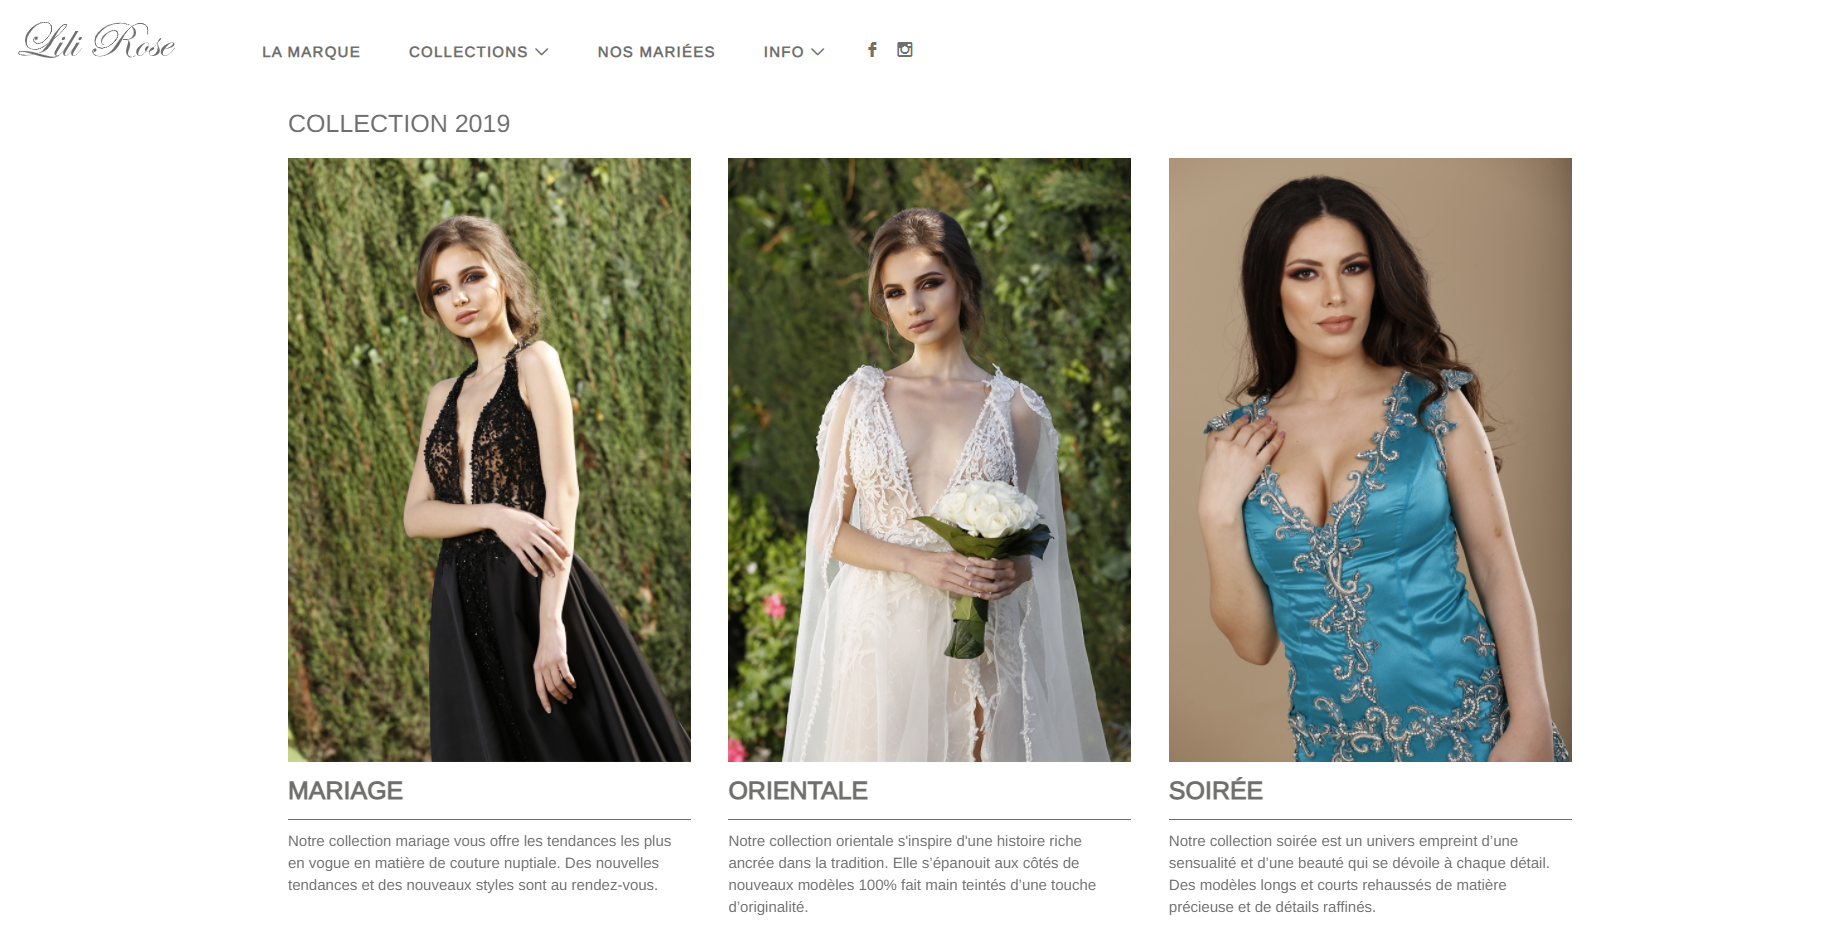 Lili Rose
LA MARQUE COLLECTIONS NOS MARIÉES INFO
COLLECTION 2019
MARIAGE
Notre collection mariage vous offre les tendances les plus
en vogue en matière de couture nuptiale. Des nouvelles
tendances et des nouveaux styles sont au rendez-vous.
ORIENTALE
Notre collection orientale s'inspire d'une histoire riche
ancrée dans la tradition. Elle s’épanouit aux côtés de
nouveaux modèles 100% fait main teintés d’une touche
d’originalité.
SOIRÉE
Notre collection soirée est un univers empreint d’une
sensualité et d’une beauté qui se dévoile à chaque détail.
Des modèles longs et courts rehaussés de matière
précieuse et de détails raffinés.